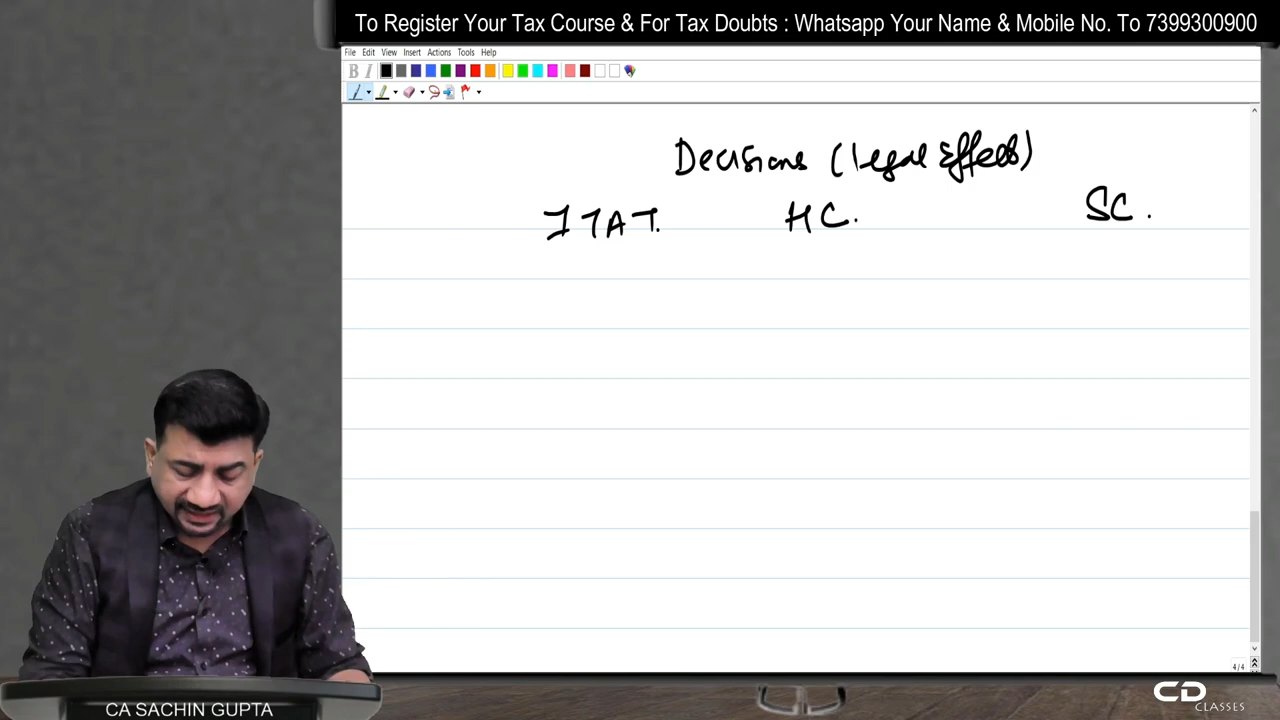 To Register Your Tax Course & For Tax Doubts : Whatsapp Your Name & Mobile No. To 7399300900
File Edit View Insert Actions Tools Help
B I
Decisions (Legal Effects)
ITAT. HC. SC.
4/4
CA SACHIN GUPTA
CD CLASSES